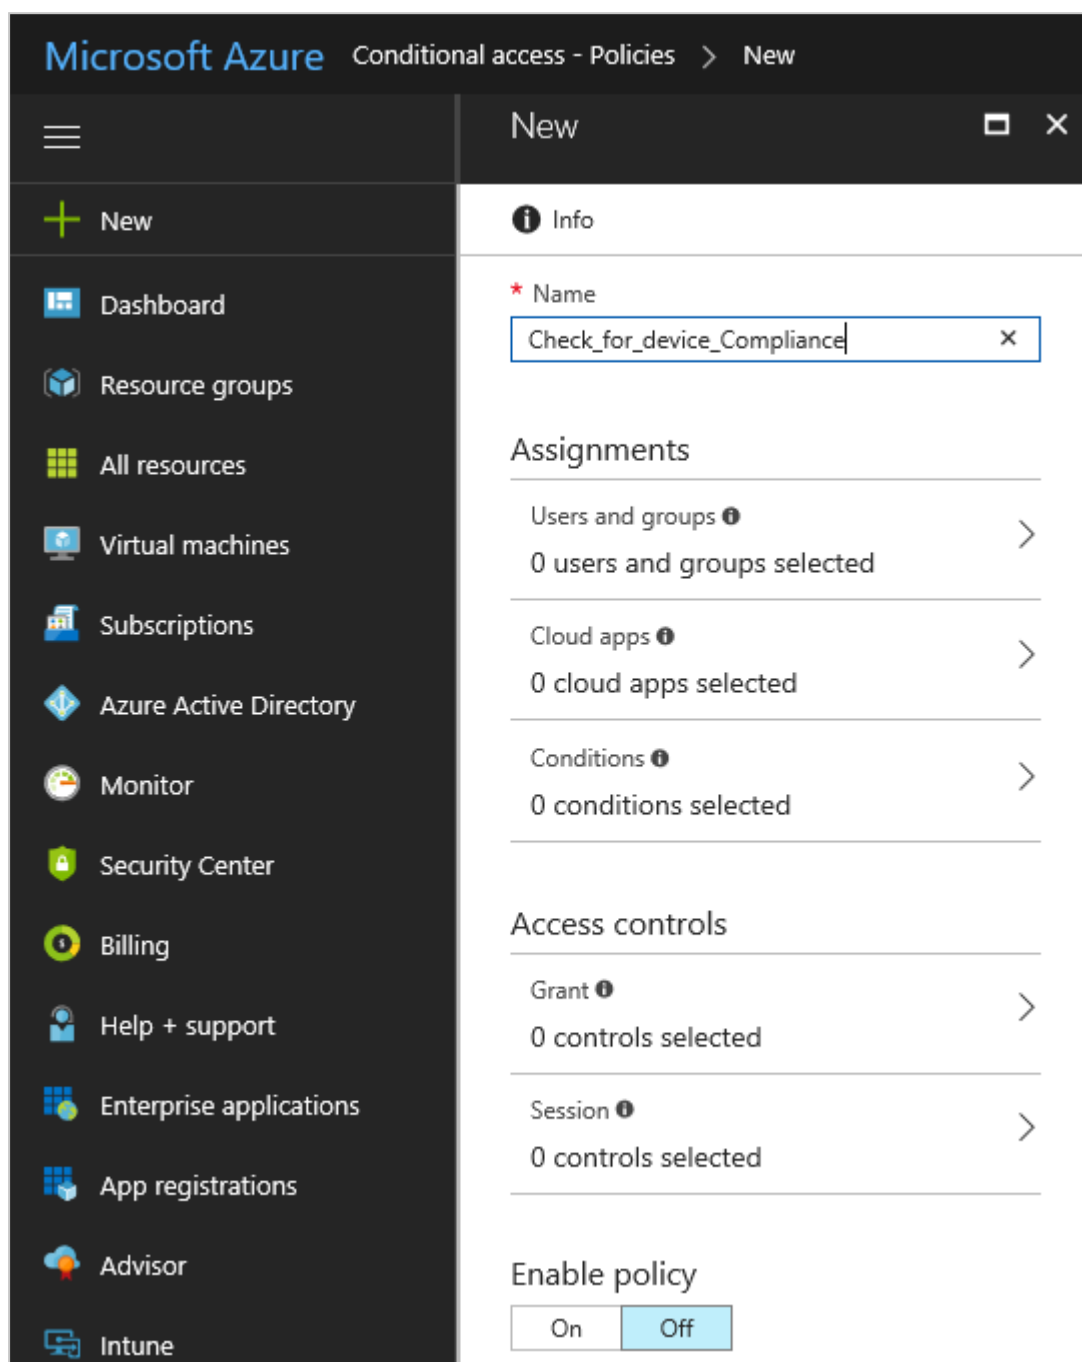 Microsoft Azure Conditional access - Policies > New
New
Dashboard
Resource groups
All resources
Virtual machines
Subscriptions
Azure Active Directory
Monitor
Security Center
Billing
Help + support
Enterprise applications
App registrations
Advisor
Intune
New
Info
* Name
Check_for_device_Compliance
Assignments
Users and groups
0 users and groups selected
Cloud apps
0 cloud apps selected
Conditions
0 conditions selected
Access controls
Grant
0 controls selected
Session
0 controls selected
Enable policy
On Off